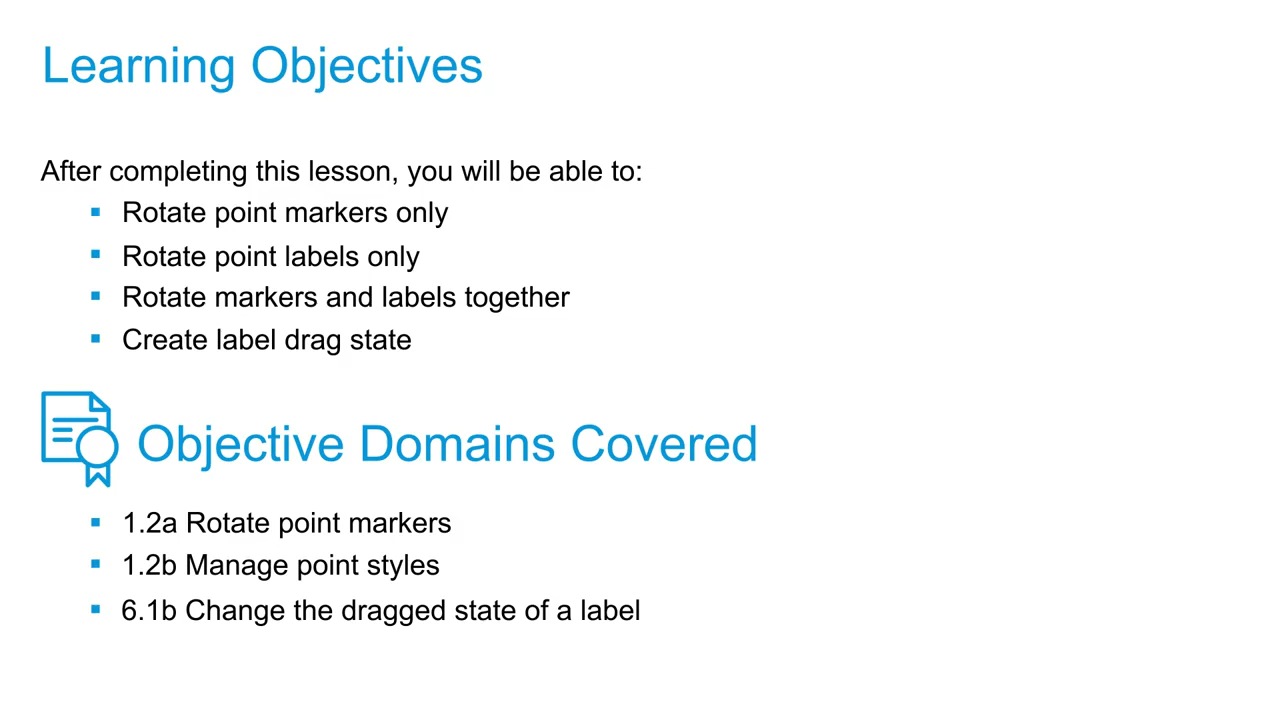 Learning Objectives
After completing this lesson, you will be able to:
Rotate point markers only
Rotate point labels only
Rotate markers and labels together
Create label drag state
Objective Domains Covered
1.2a Rotate point markers
1.2b Manage point styles
6.1b Change the dragged state of a label